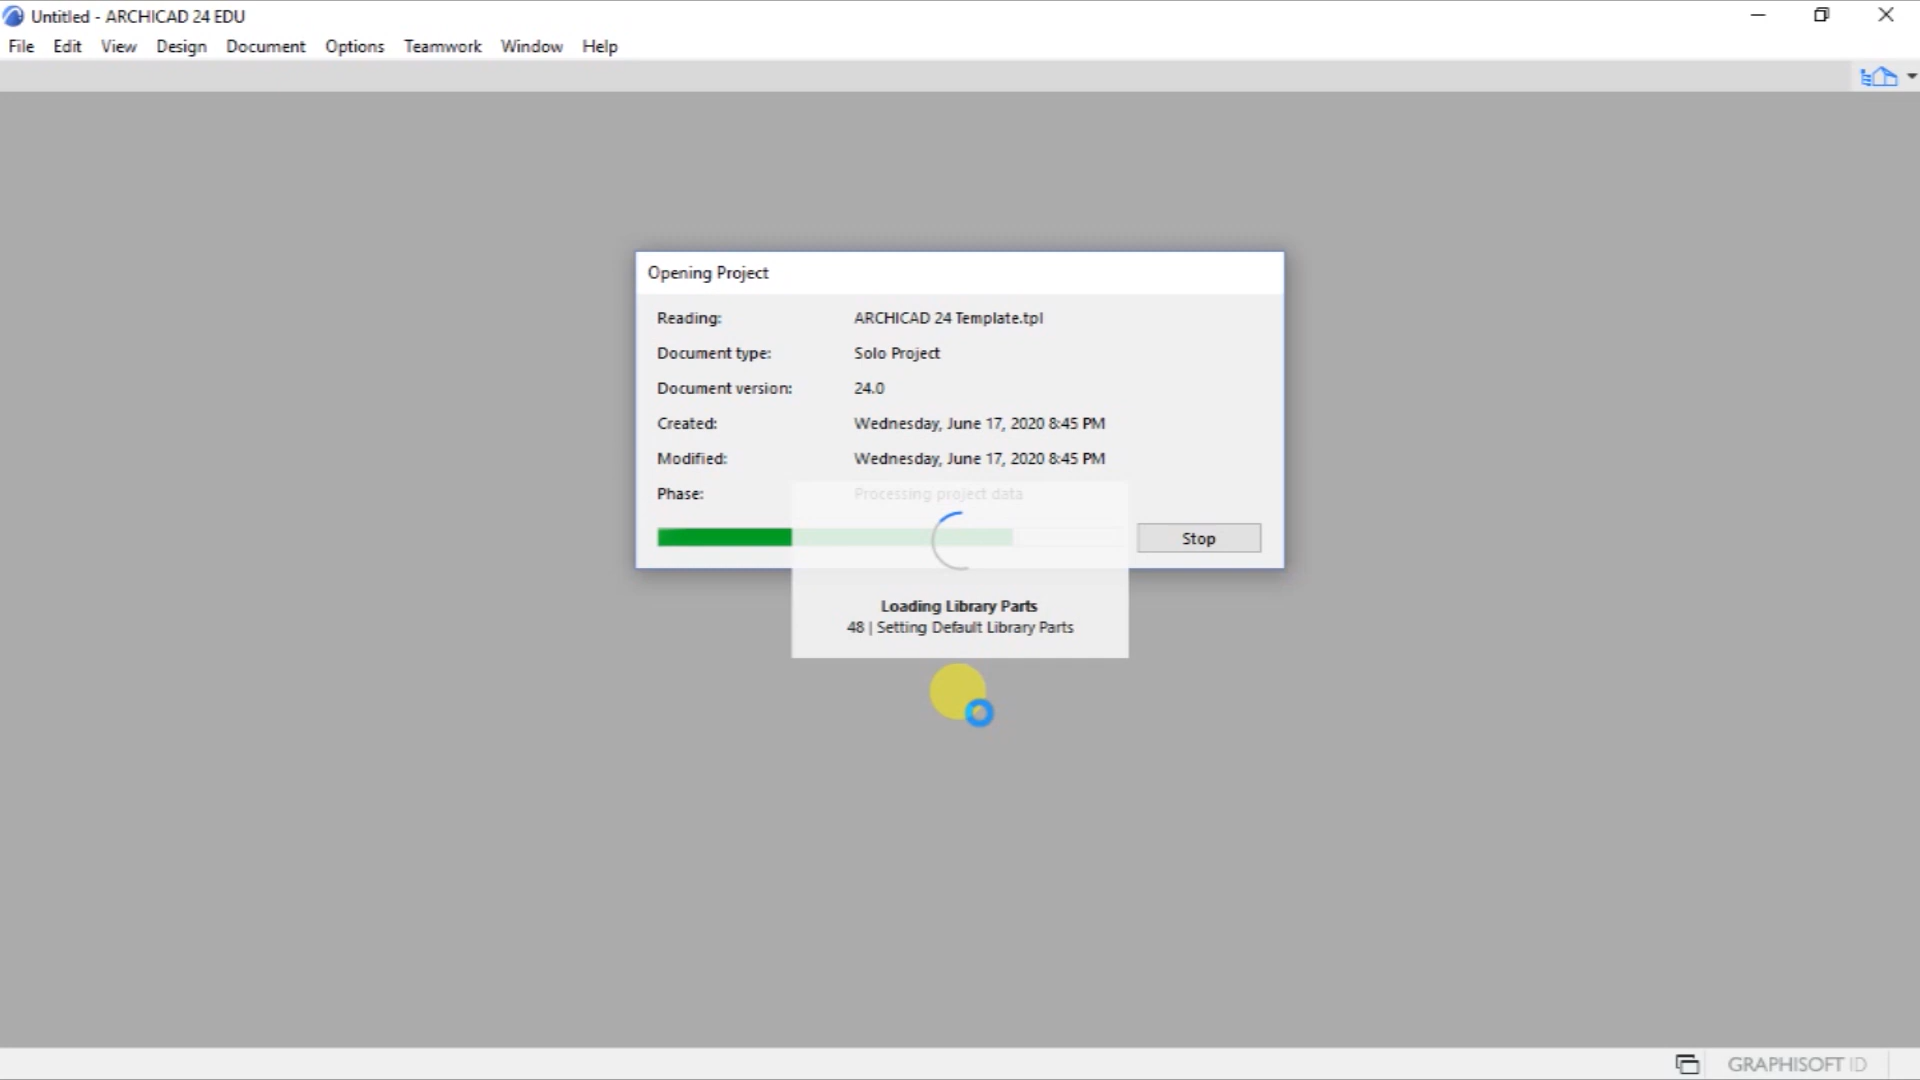 Untitled - ARCHICAD 24 EDU
File Edit View Design Document Options Teamwork Window Help
Opening Project
Reading: ARCHICAD 24 Template.tpl
Document type: Solo Project
Document version: 24.0
Created: Wednesday, June 17, 2020 8:45 PM
Modified: Wednesday, June 17, 2020 8:45 PM
Phase: Processing project data
Stop
Loading Library Parts
48 | Setting Default Library Parts
GRAPHISOFT ID